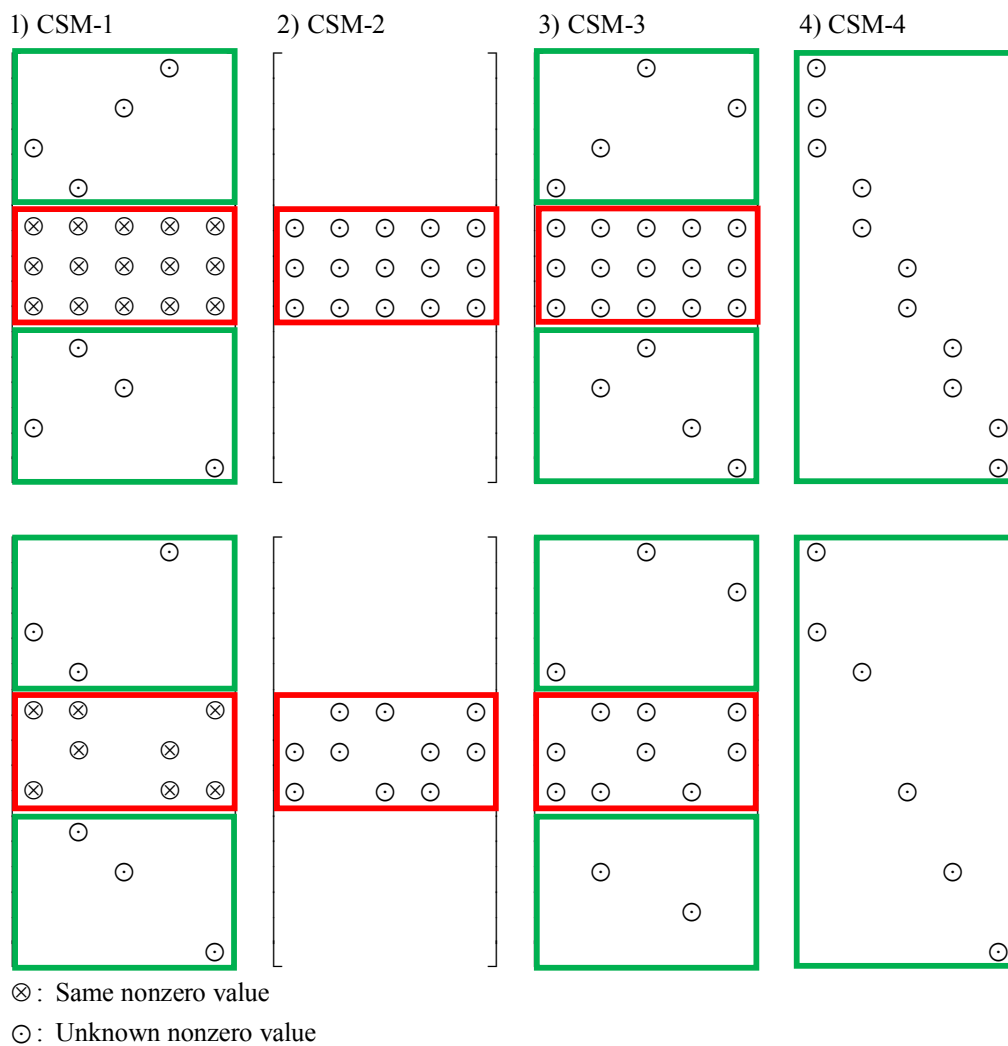 1) CSM-1 2) CSM-2 3) CSM-3 4) CSM-4
⊗: Same nonzero value
⊙: Unknown nonzero value